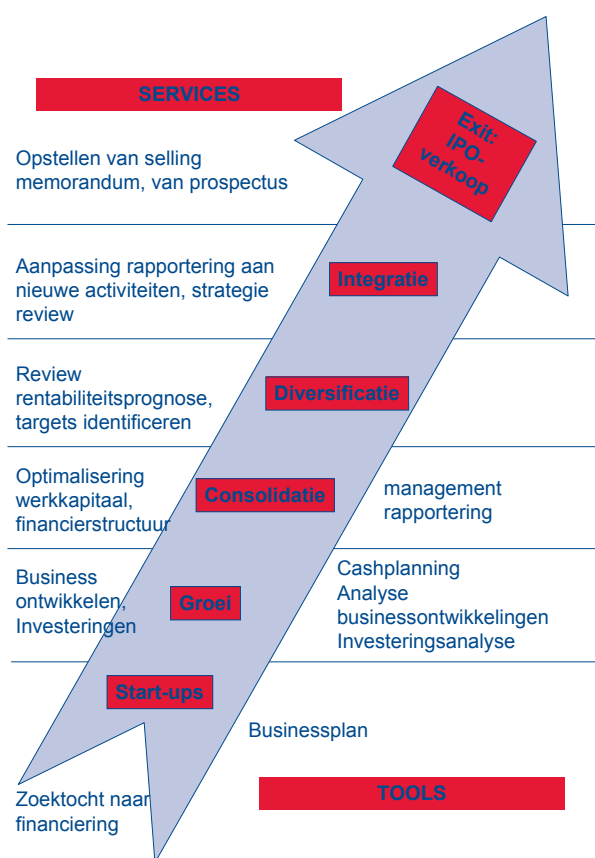 SERVICES
Exit:
IPO-
verkoop
Opstellen van selling
memorandum, van prospectus
Aanpassing rapportering aan
nieuwe activiteiten, strategie
review
Integratie
Review
rentabiliteitsprognose,
targets identificeren
Diversificatie
Optimalisering
werkkapitaal,
financierstructuur
Consolidatie
management
rapportering
Business
ontwikkelen,
Investeringen
Groei
Cashplanning
Analyse
businessontwikkelingen
Investeringsanalyse
Start-ups
Businessplan
Zoektocht naar
financiering
TOOLS